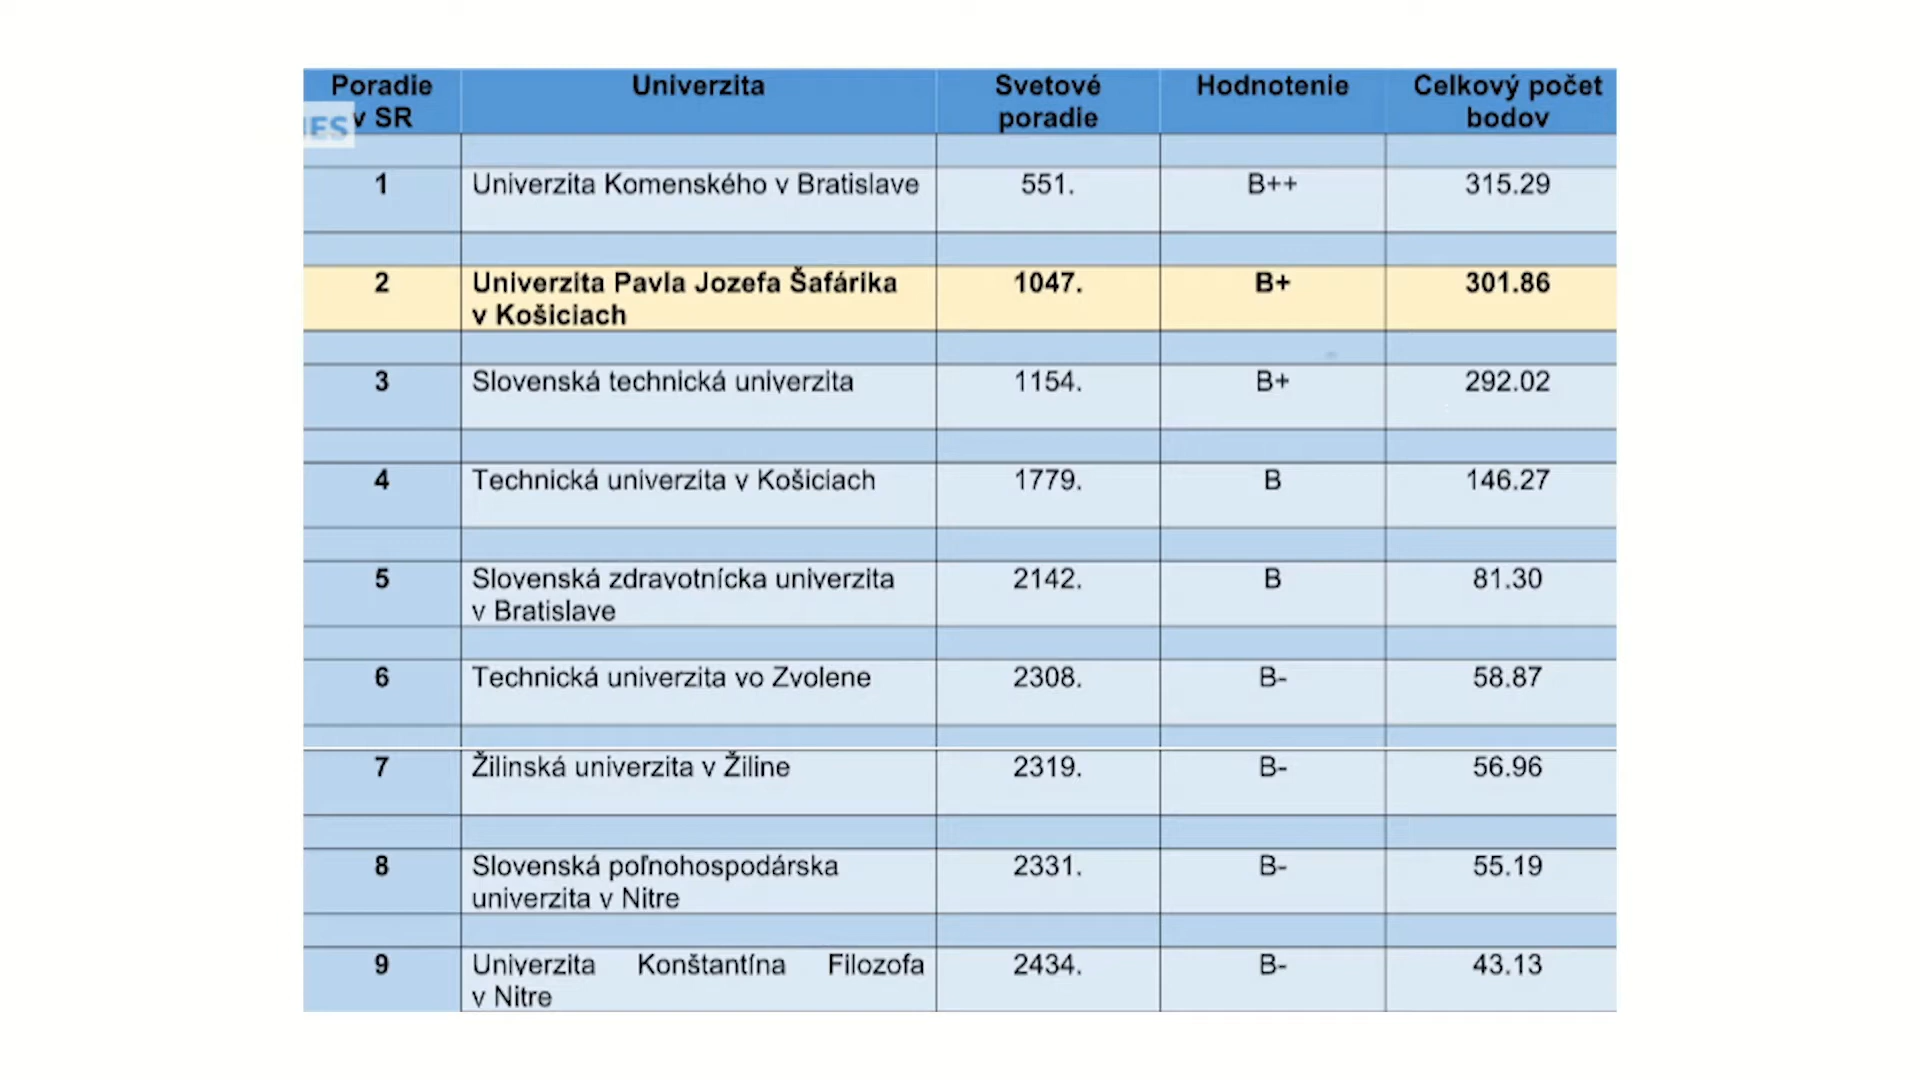 Poradie Univerzita Svetové Hodnotenie Celkový počet
v SR poradie bodov
IES
1 Univerzita Komenského v Bratislave 551. B++ 315.29
2 Univerzita Pavla Jozefa Šafárika 1047. B+ 301.86
v Košiciach
3 Slovenská technická univerzita 1154. B+ 292.02
4 Technická univerzita v Košiciach 1779. B 146.27
5 Slovenská zdravotnícka univerzita 2142. B 81.30
v Bratislave
6 Technická univerzita vo Zvolene 2308. B- 58.87
7 Žilinská univerzita v Žiline 2319. B- 56.96
8 Slovenská poľnohospodárska 2331. B- 55.19
univerzita v Nitre
9 Univerzita Konštantína Filozofa 2434. B- 43.13
v Nitre